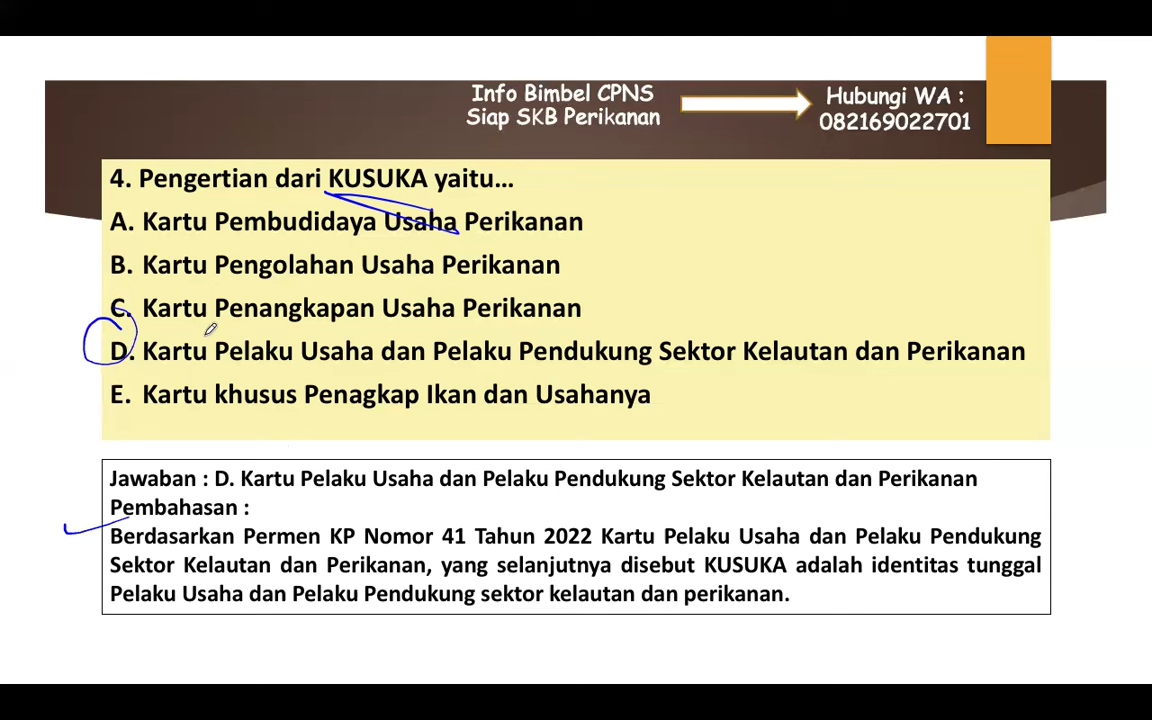 Info Bimbel CPNS
Siap SKB Perikanan
Hubungi WA :
082169022701
4. Pengertian dari KUSUKA yaitu...
A. Kartu Pembudidaya Usaha Perikanan
B. Kartu Pengolahan Usaha Perikanan
C. Kartu Penangkapan Usaha Perikanan
D. Kartu Pelaku Usaha dan Pelaku Pendukung Sektor Kelautan dan Perikanan
E. Kartu khusus Penagkap Ikan dan Usahanya
Jawaban : D. Kartu Pelaku Usaha dan Pelaku Pendukung Sektor Kelautan dan Perikanan
Pembahasan :
Berdasarkan Permen KP Nomor 41 Tahun 2022 Kartu Pelaku Usaha dan Pelaku Pendukung
Sektor Kelautan dan Perikanan, yang selanjutnya disebut KUSUKA adalah identitas tunggal
Pelaku Usaha dan Pelaku Pendukung sektor kelautan dan perikanan.